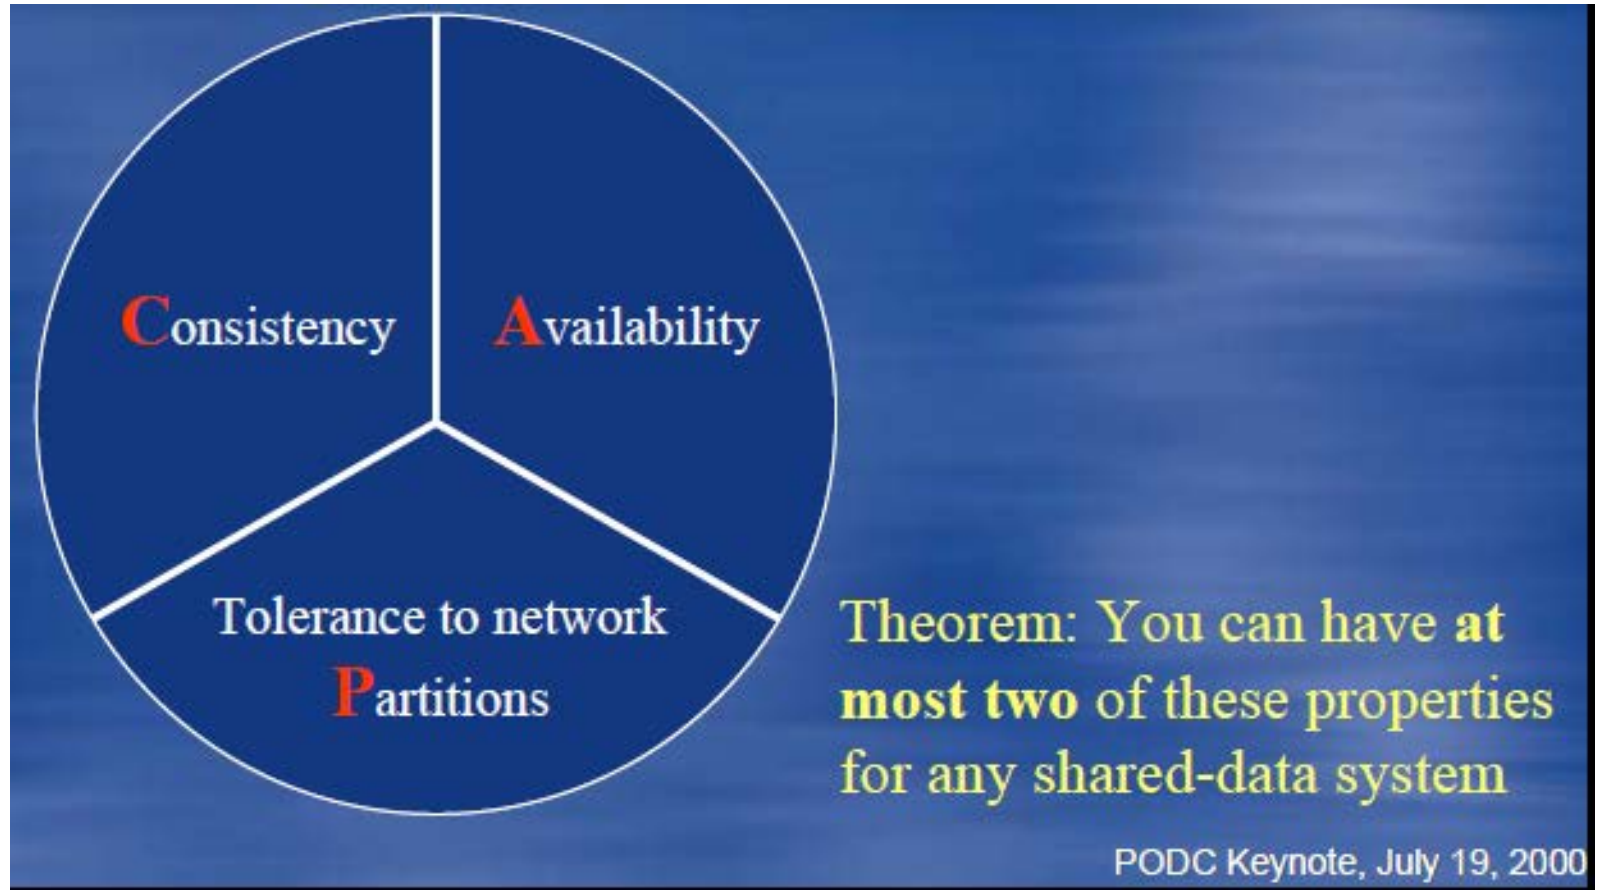 Consistency
Availability
Tolerance to network
Partitions
Theorem: You can have at
most two of these properties
for any shared-data system
PODC Keynote, July 19, 2000